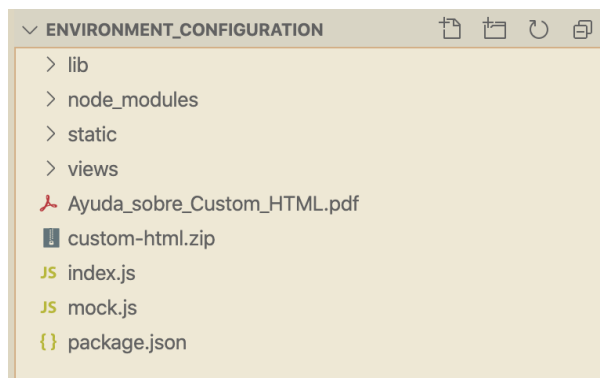 ENVIRONMENT_CONFIGURATION
lib
node_modules
static
views
Ayuda_sobre_Custom_HTML.pdf
custom-html.zip
JS index.js
JS mock.js
{} package.json